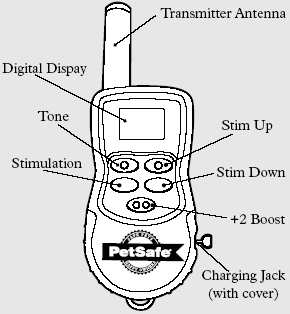 Transmitter Antenna
Digital Dispay
Tone
Stim Up
Stimulation
Stim Down
+2 Boost
PetSafe
Charging Jack
(with cover)